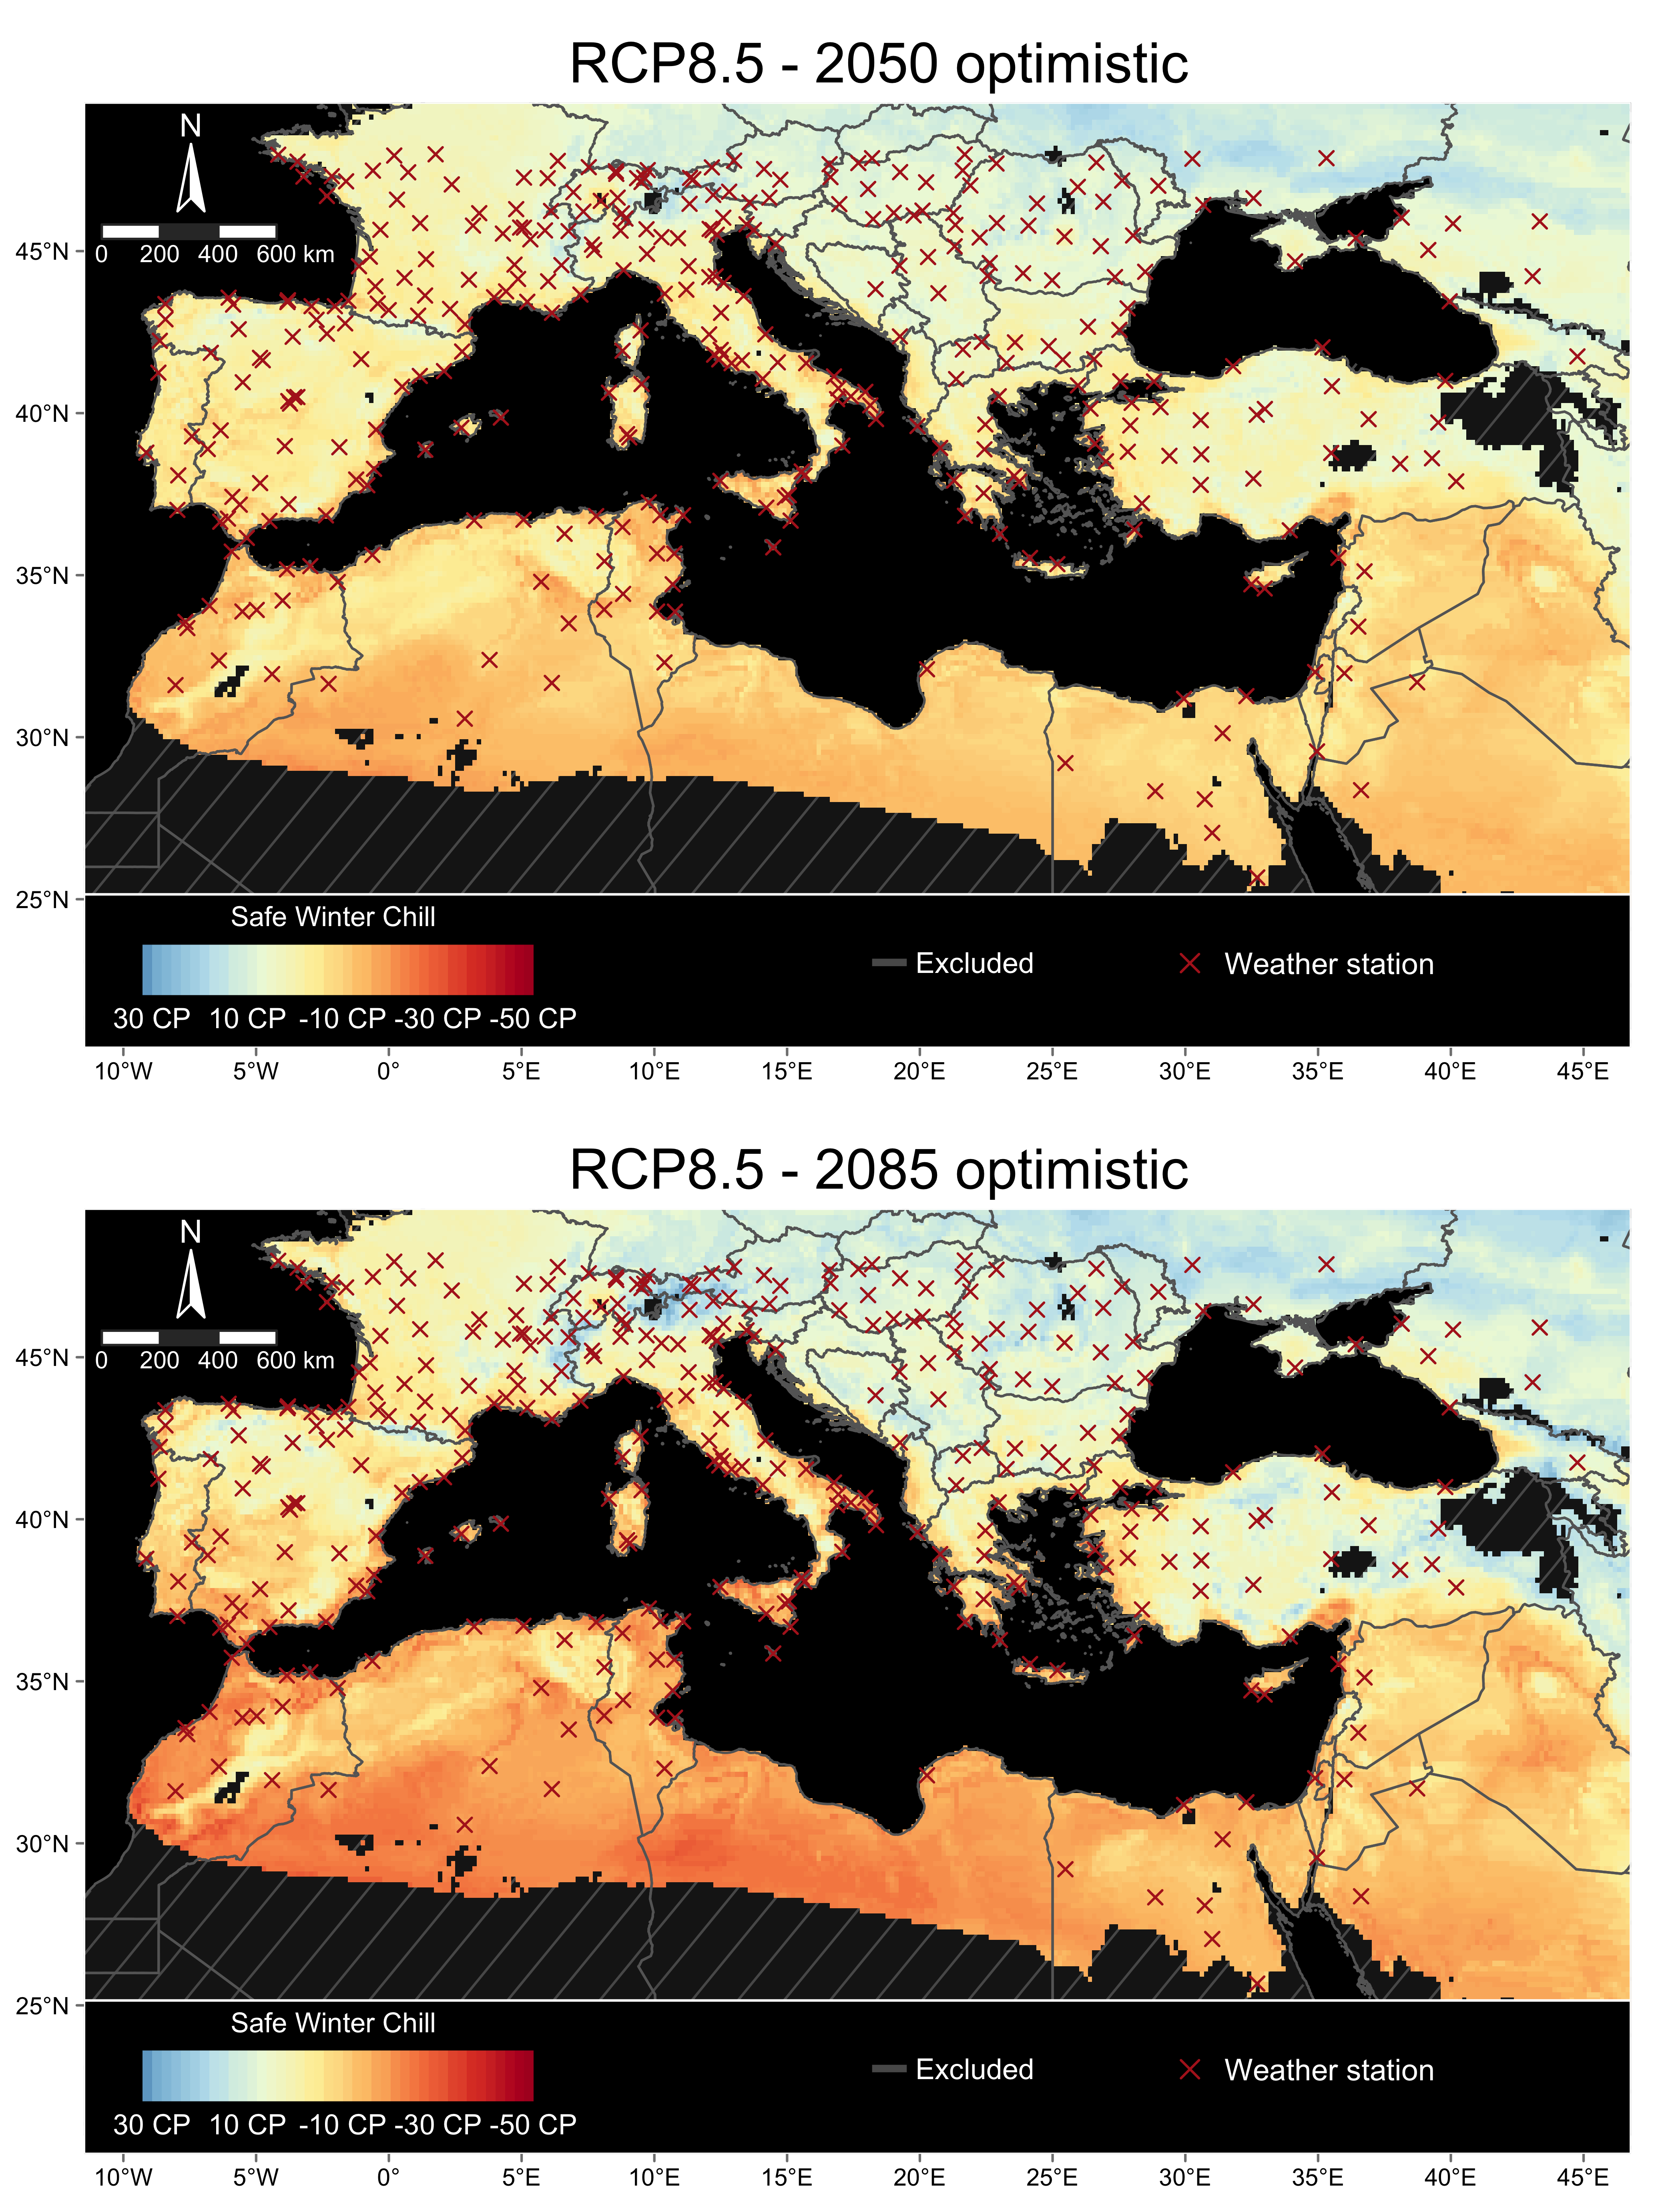 RCP8.5 - 2050 optimistic
N
0 200 400 600 km
45°N
40°N
35°N
30°N
25°N
Safe Winter Chill
30 CP 10 CP -10 CP -30 CP -50 CP
Excluded
Weather station
10°W 5°W 0° 5°E 10°E 15°E 20°E 25°E 30°E 35°E 40°E 45°E
RCP8.5 - 2085 optimistic
N
0 200 400 600 km
45°N
40°N
35°N
30°N
25°N
Safe Winter Chill
30 CP 10 CP -10 CP -30 CP -50 CP
Excluded
Weather station
10°W 5°W 0° 5°E 10°E 15°E 20°E 25°E 30°E 35°E 40°E 45°E